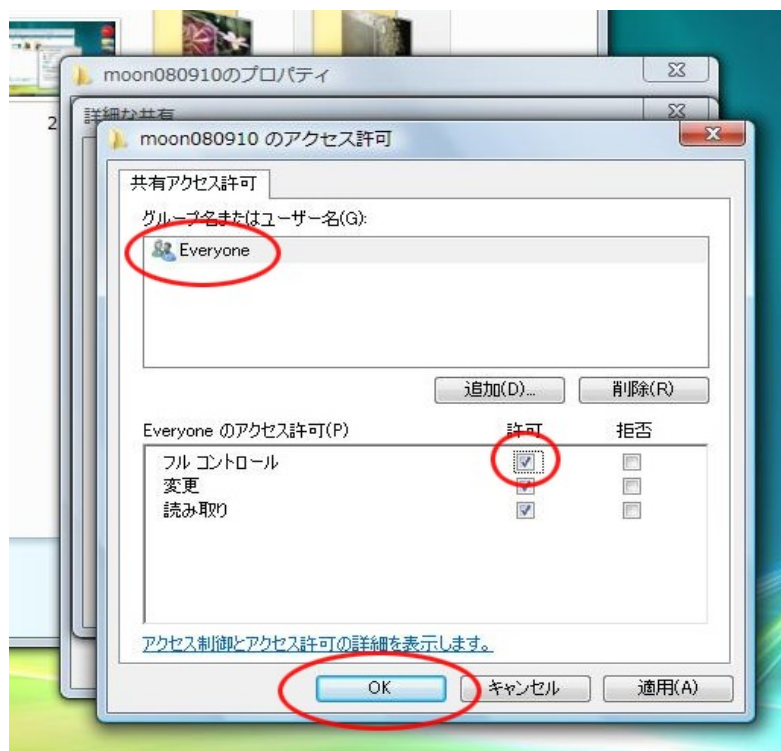 moon080910のプロパティ
詳細な共有
2
moon080910 のアクセス許可
共有アクセス許可
グループ名またはユーザー名(G):
Everyone
追加(D)... 削除(R)
Everyone のアクセス許可(P) 許可 拒否
フル コントロール
変更
読み取り
アクセス制御とアクセス許可の詳細を表示します。
OK キャンセル 適用(A)